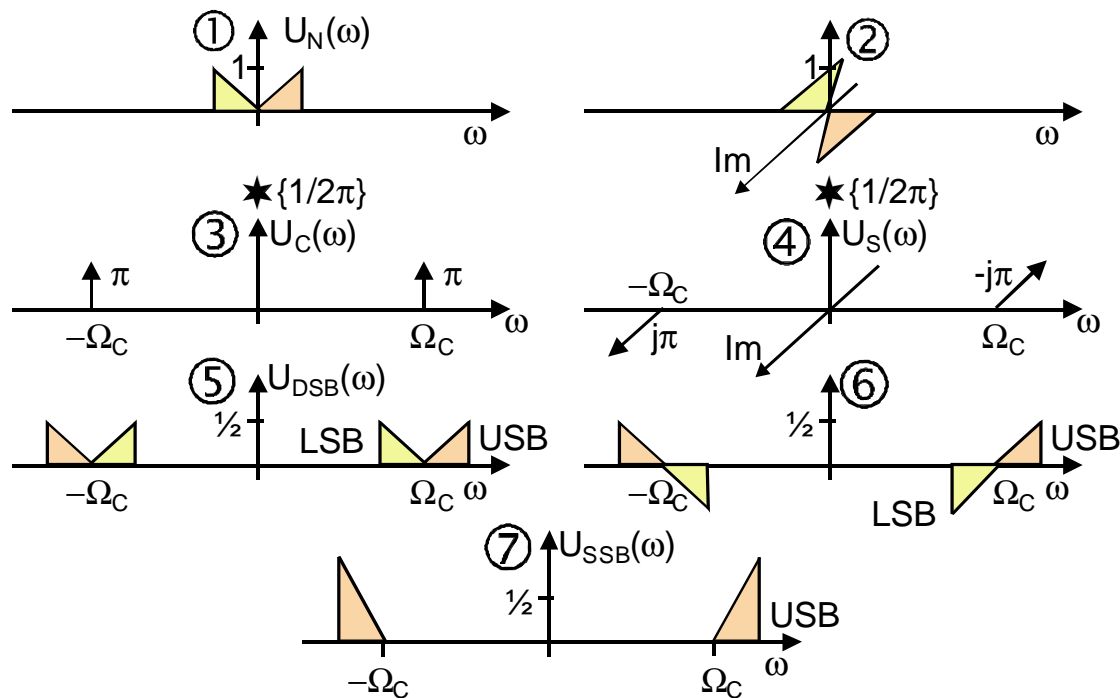 ① U_N(ω)
1
ω
②
1
Im
ω
{1/2π}
{1/2π}
③ U_C(ω)
π
π
−Ω_C
Ω_C
ω
④ U_S(ω)
−Ω_C
jπ
Im
-jπ
Ω_C
ω
⑤ U_DSB(ω)
½
LSB
USB
−Ω_C
Ω_C
ω
⑥
½
USB
−Ω_C
Ω_C
ω
LSB
⑦ U_SSB(ω)
½
USB
−Ω_C
Ω_C
ω